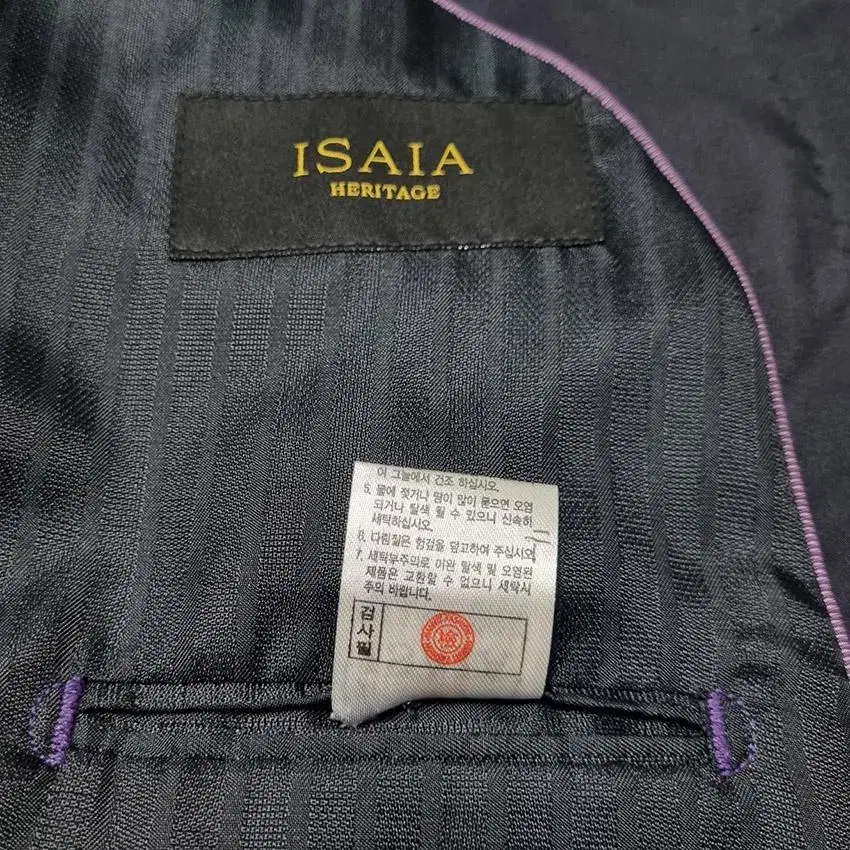 ISAIA
HERITAGE
어 그늘에서 건조 하십시오.
5. 물에 젖거나 땀이 많이 묻으면 오염
되거나 탈색 될 수 있으니 신속히
세탁하십시오.
6. 다림질은 헝겊을 덮고하여 주십시오.
7. 세탁부주의로 이완 탈색 및 오염된
제품은 교환할 수 없으니 세탁시
주의 바랍니다.
검사필